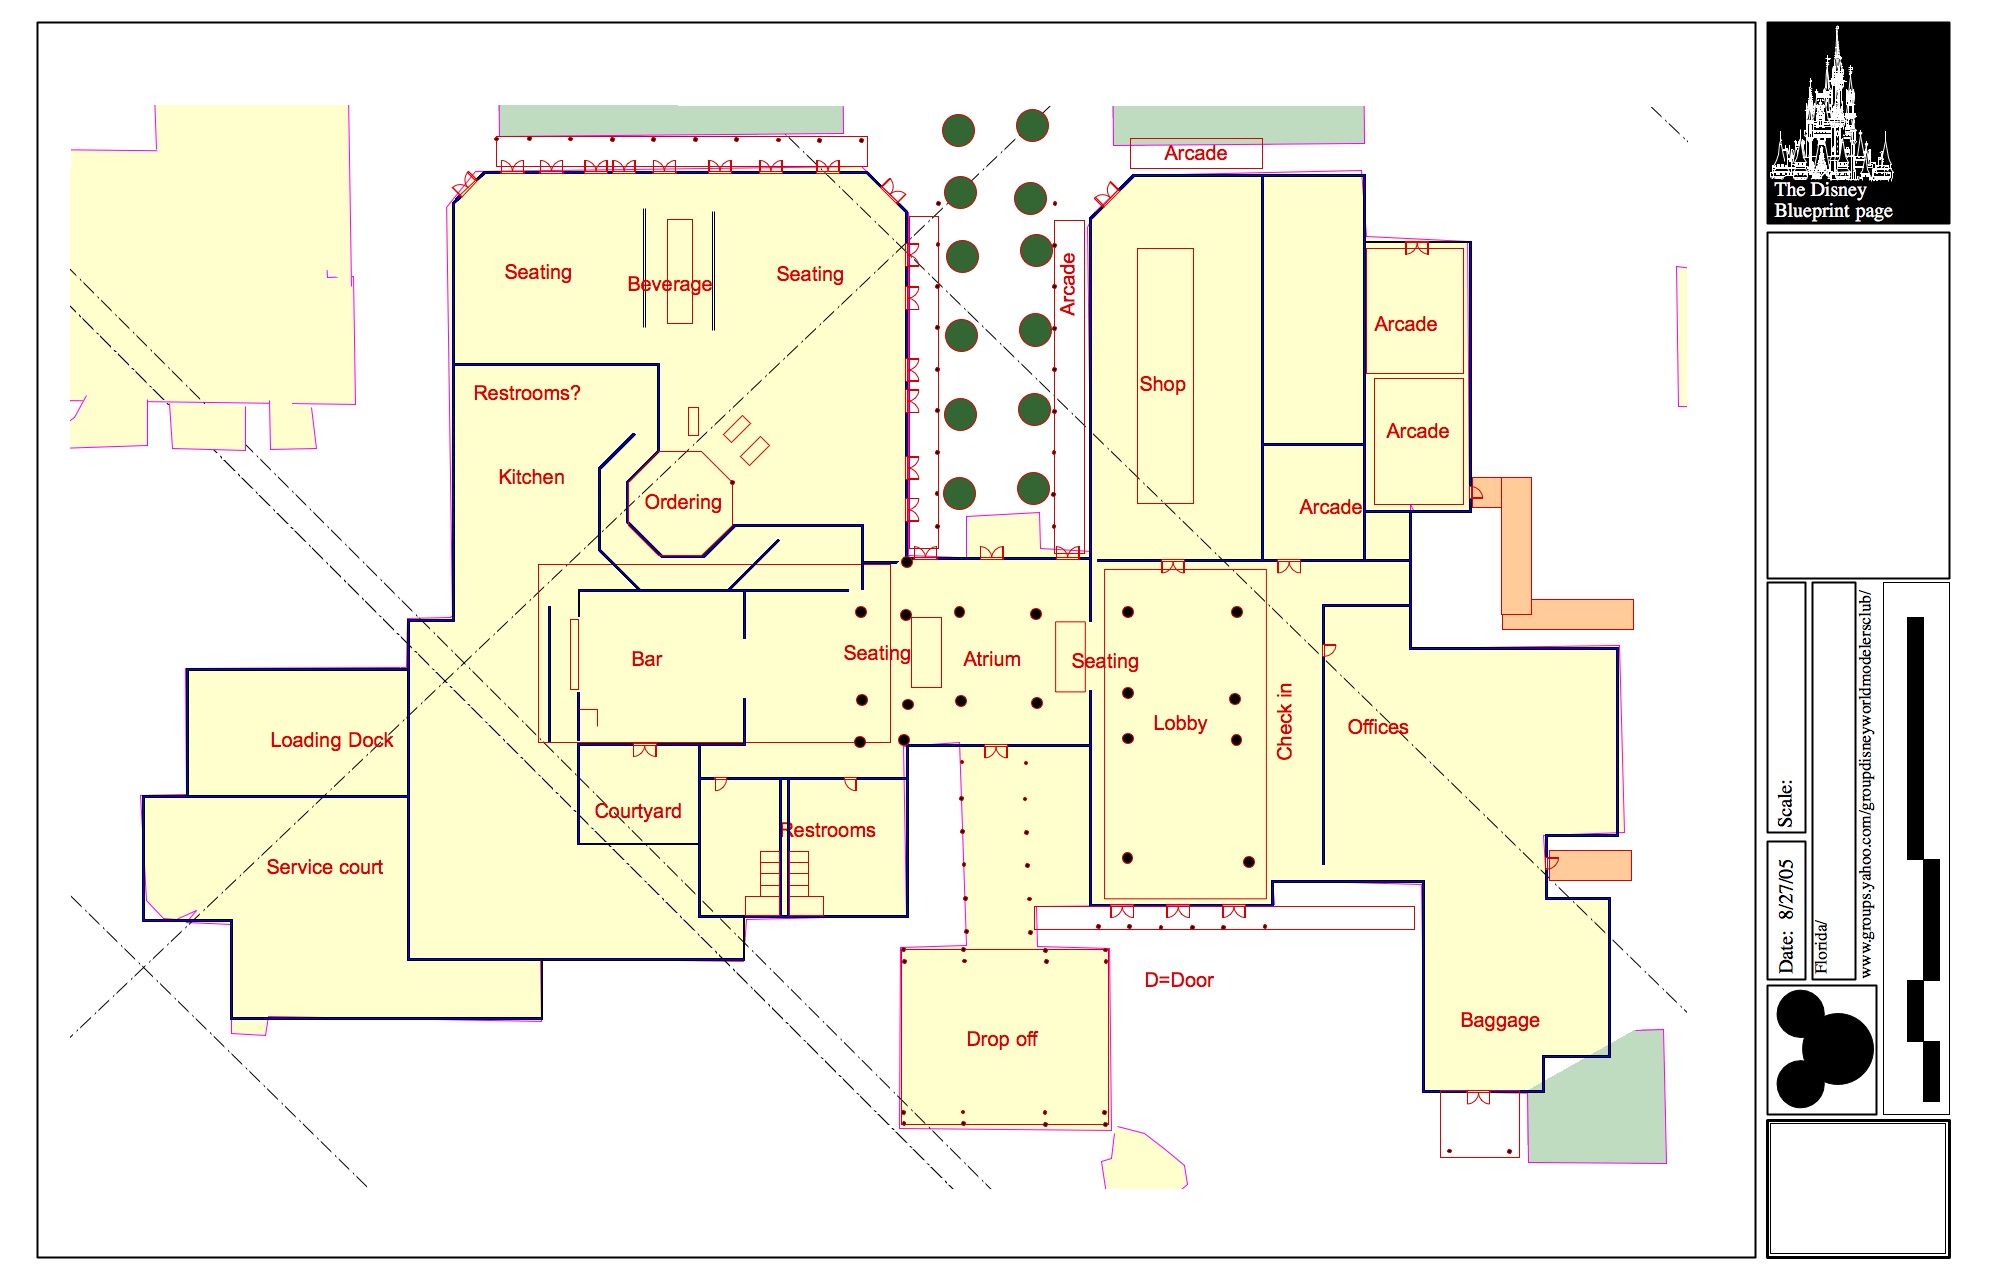 Arcade
The Disney
Blueprint page
Seating
Beverage
Seating
Arcade
Arcade
Restrooms?
Shop
Arcade
Kitchen
Ordering
Arcade
Bar
Seating
Atrium
Seating
Lobby
Check in
Offices
Loading Dock
Courtyard
Restrooms
Service court
D=Door
Drop off
Baggage
Scale:
Date: 8/27/05
Florida/
www.groups.yahoo.com/groupdisneyworldmodelersclub/